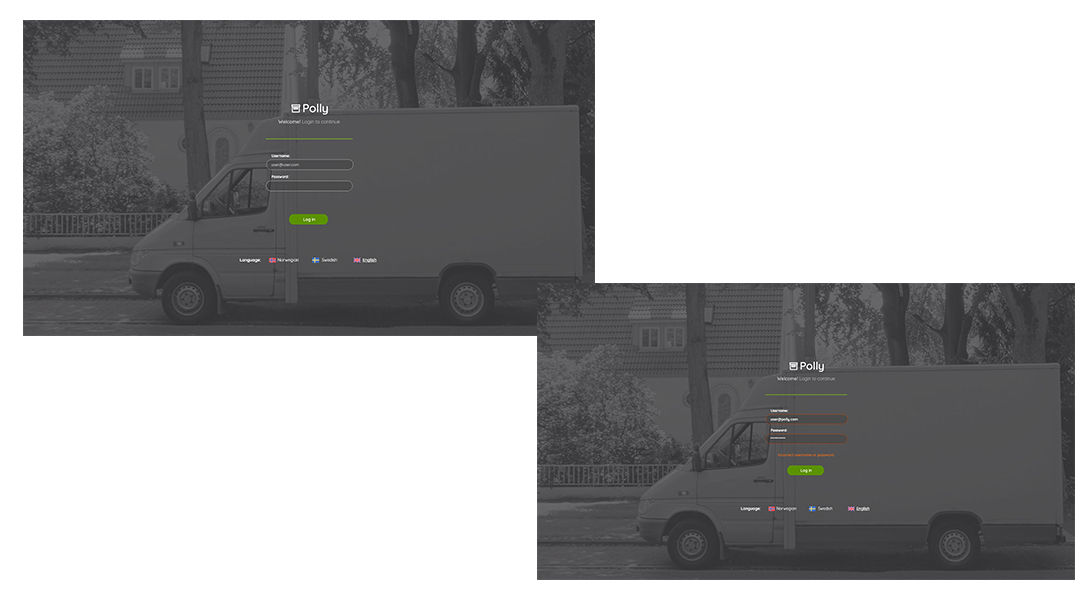 Polly
Welcome! Login to continue
Username:
user@user.com
Password:
Log in
Language: Norwegian Swedish English
Polly
Welcome! Login to continue
Username:
user@polly.com
Password:
Incorrect username or password
Log in
Language: Norwegian Swedish English